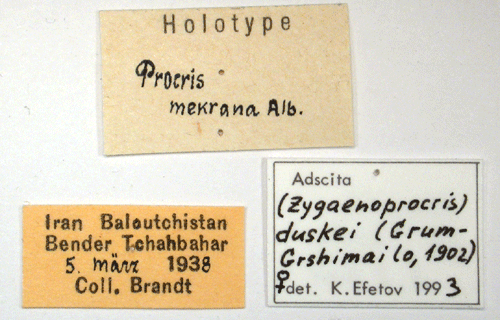 Holotype
Procris
mekrana Alb.
Adscita
(Zygaenoprocris)
duskei (Grum-
Grshimailo, 1902)
♀ det. K. Efetov 1993
Iran Baloutchistan
Bender Tchahbahar
5. märz 1938
Coll. Brandt